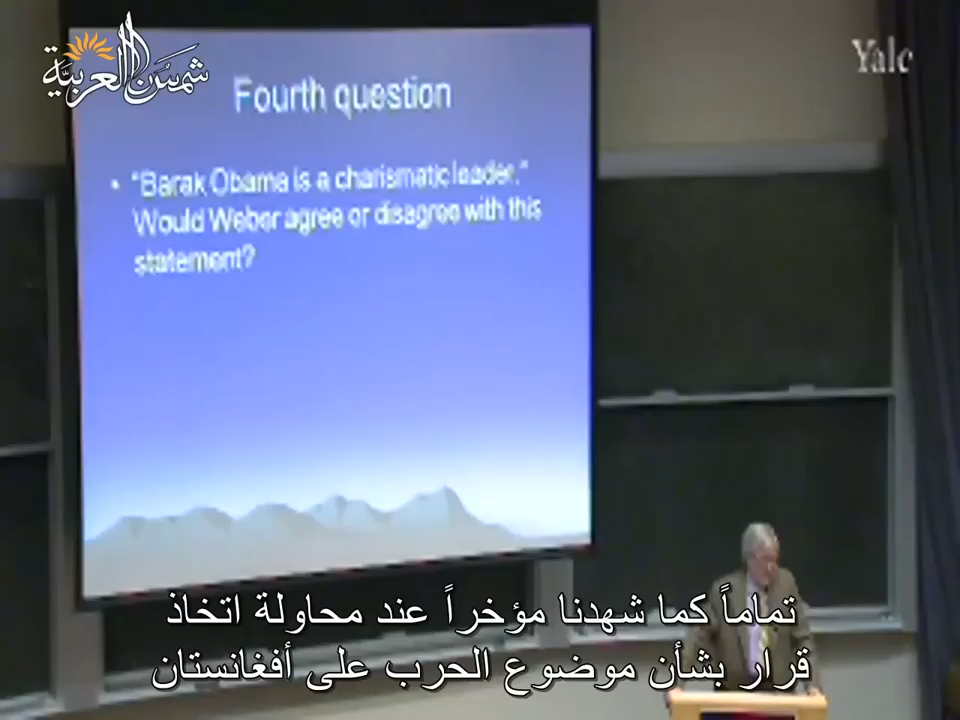 شمس العربية
Yale
Fourth question
• "Barak Obama is a charismatic leader."
Would Weber agree or disagree with this
statement?
تماماً كما شهدنا مؤخراً عند محاولة اتخاذ
قرار بشأن موضوع الحرب على أفغانستان